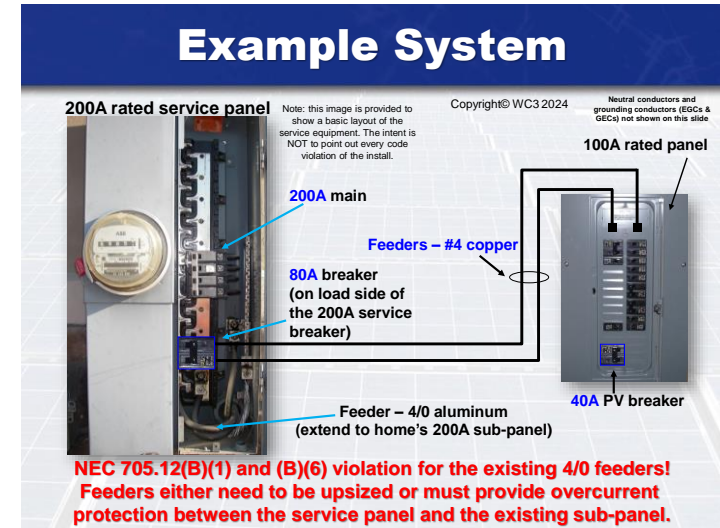 Example System
200A rated service panel
Note: this image is provided to
show a basic layout of the
service equipment. The intent is
NOT to point out every code
violation of the install.
Copyright© WC3 2024
Neutral conductors and
grounding conductors (EGCs &
GECs) not shown on this slide
100A rated panel
200A main
Feeders – #4 copper
80A breaker
(on load side of
the 200A service
breaker)
40A PV breaker
Feeder – 4/0 aluminum
(extend to home's 200A sub-panel)
NEC 705.12(B)(1) and (B)(6) violation for the existing 4/0 feeders!
Feeders either need to be upsized or must provide overcurrent
protection between the service panel and the existing sub-panel.